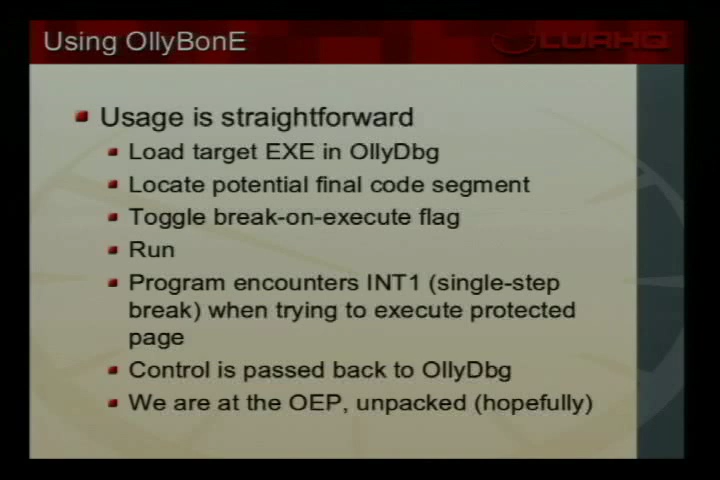 Using OllyBonE
LURHQ
Usage is straightforward
Load target EXE in OllyDbg
Locate potential final code segment
Toggle break-on-execute flag
Run
Program encounters INT1 (single-step
break) when trying to execute protected
page
Control is passed back to OllyDbg
We are at the OEP, unpacked (hopefully)